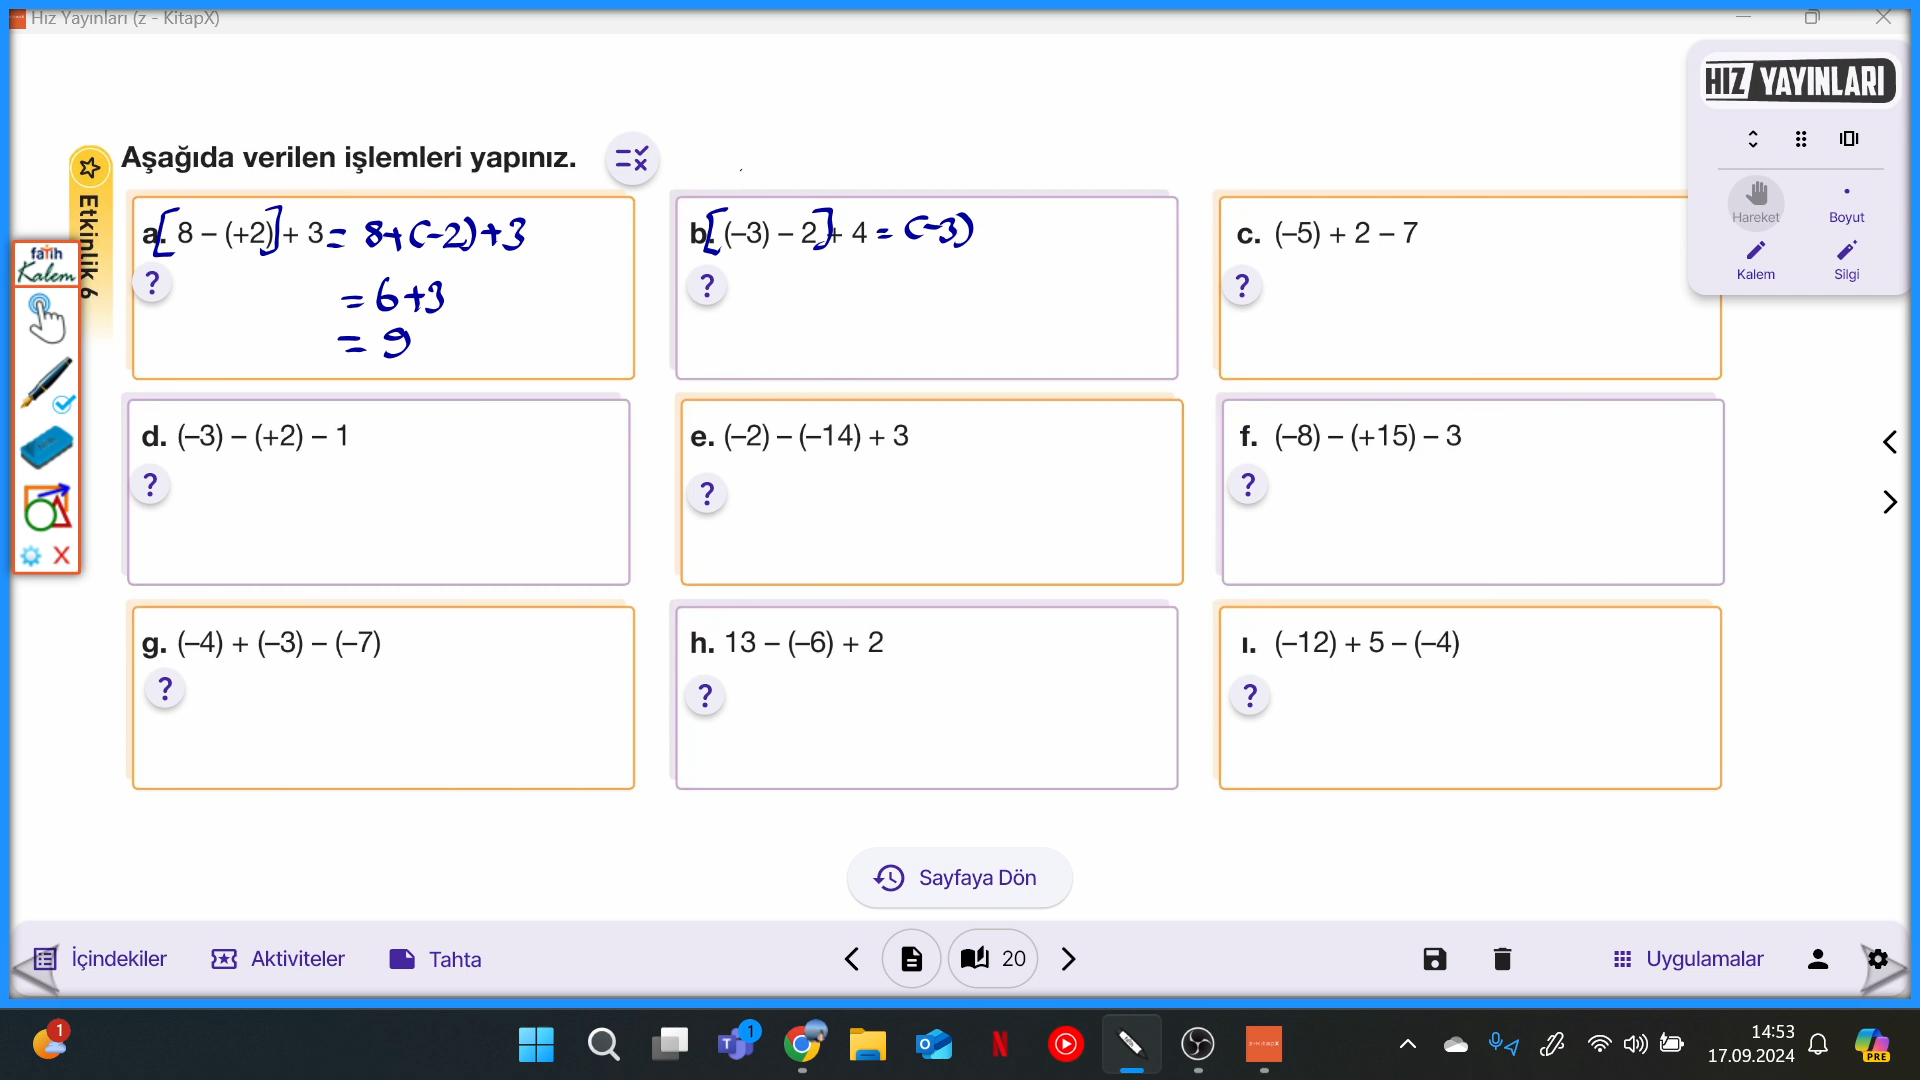 Hız Yayınları (z - KitapX)
HIZ YAYINLARI
Hareket
Boyut
Kalem
Silgi
fatih
Kalem
Etkinlik 6
Aşağıda verilen işlemleri yapınız.
a. [8 – (+2)] + 3 = 8+(-2)+3
= 6+3
= 9
?
b. [(–3) – 2] + 4 = (-3)
?
c. (–5) + 2 – 7
?
d. (–3) – (+2) – 1
?
e. (–2) – (–14) + 3
?
f. (–8) – (+15) – 3
?
g. (–4) + (–3) – (–7)
?
h. 13 – (–6) + 2
?
ı. (–12) + 5 – (–4)
?
Sayfaya Dön
İçindekiler
Aktiviteler
Tahta
20
Uygulamalar
1
1
14:53
17.09.2024
PRE